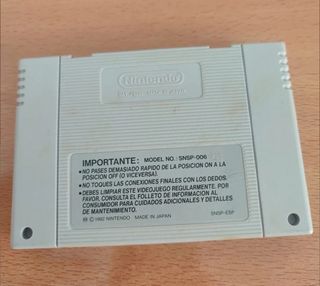 Nintendo
IMPORTANTE: MODEL NO.: SNSP-006
•NO PASES DEMASIADO RAPIDO DE LA POSICION ON A LA
POSICION OFF (O VICEVERSA).
•NO TOQUES LAS CONEXIONES FINALES CON LOS DEDOS.
•DEBES LIMPIAR ESTE VIDEOJUEGO REGULARMENTE. POR
FAVOR, CONSULTA EL FOLLETO DE INFORMACION AL
CONSUMIDOR PARA CUIDADOS ADICIONALES Y DETALLES
DE MANTENIMIENTO.
© 1992 NINTENDO MADE IN JAPAN
SNSP-ESP